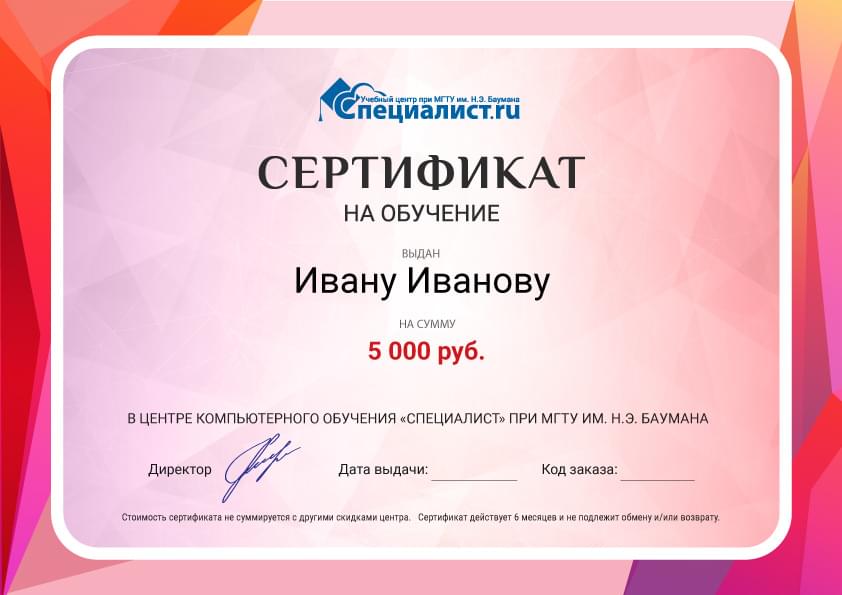 Учебный центр при МГТУ им. Н.Э. Баумана
Специалист.ru
СЕРТИФИКАТ
НА ОБУЧЕНИЕ
ВЫДАН
Ивану Иванову
НА СУММУ
5 000 руб.
В ЦЕНТРЕ КОМПЬЮТЕРНОГО ОБУЧЕНИЯ «СПЕЦИАЛИСТ» ПРИ МГТУ ИМ. Н.Э. БАУМАНА
Директор Дата выдачи: Код заказа:
Стоимость сертификата не суммируется с другими скидками центра. Сертификат действует 6 месяцев и не подлежит обмену и/или возврату.